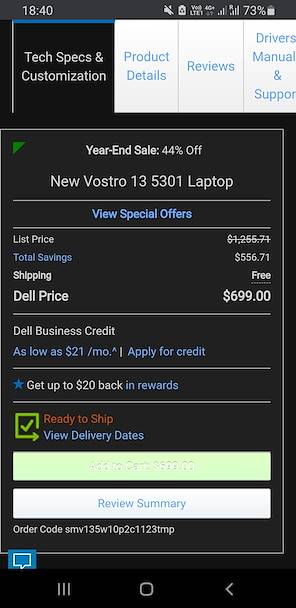 18:40 Vo)) LTE1 4G+ 73%
Tech Specs & Customization
Product Details
Reviews
Drivers Manual & Suppor
Year-End Sale: 44% Off
New Vostro 13 5301 Laptop
View Special Offers
List Price $1,255.71
Total Savings $556.71
Shipping Free
Dell Price $699.00
Dell Business Credit
As low as $21 /mo.^ | Apply for credit
Get up to $20 back in rewards
Ready to Ship
View Delivery Dates
Add to Cart: $699.00
Review Summary
Order Code smv135w10p2c1123tmp